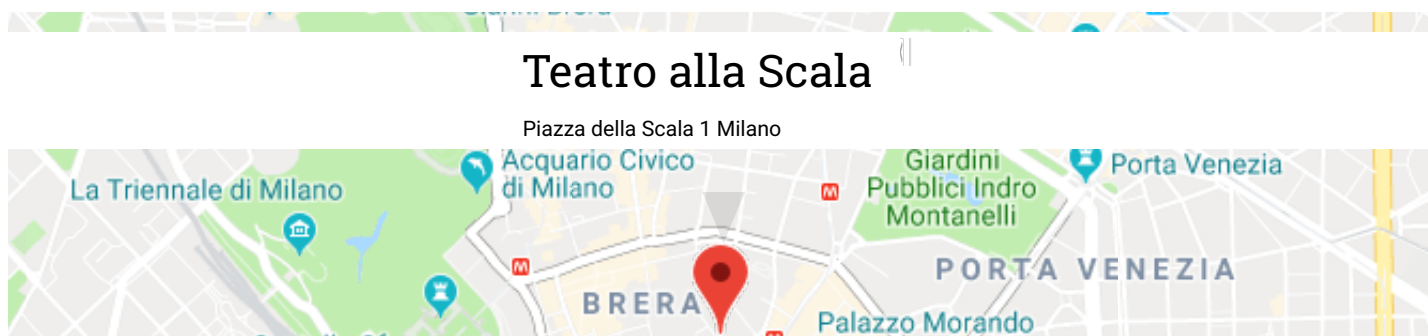 Teatro alla Scala
Piazza della Scala 1 Milano
Acquario Civico
di Milano
La Triennale di Milano
Giardini
Pubblici Indro
Montanelli
Porta Venezia
PORTA VENEZIA
BRERA
Palazzo Morando